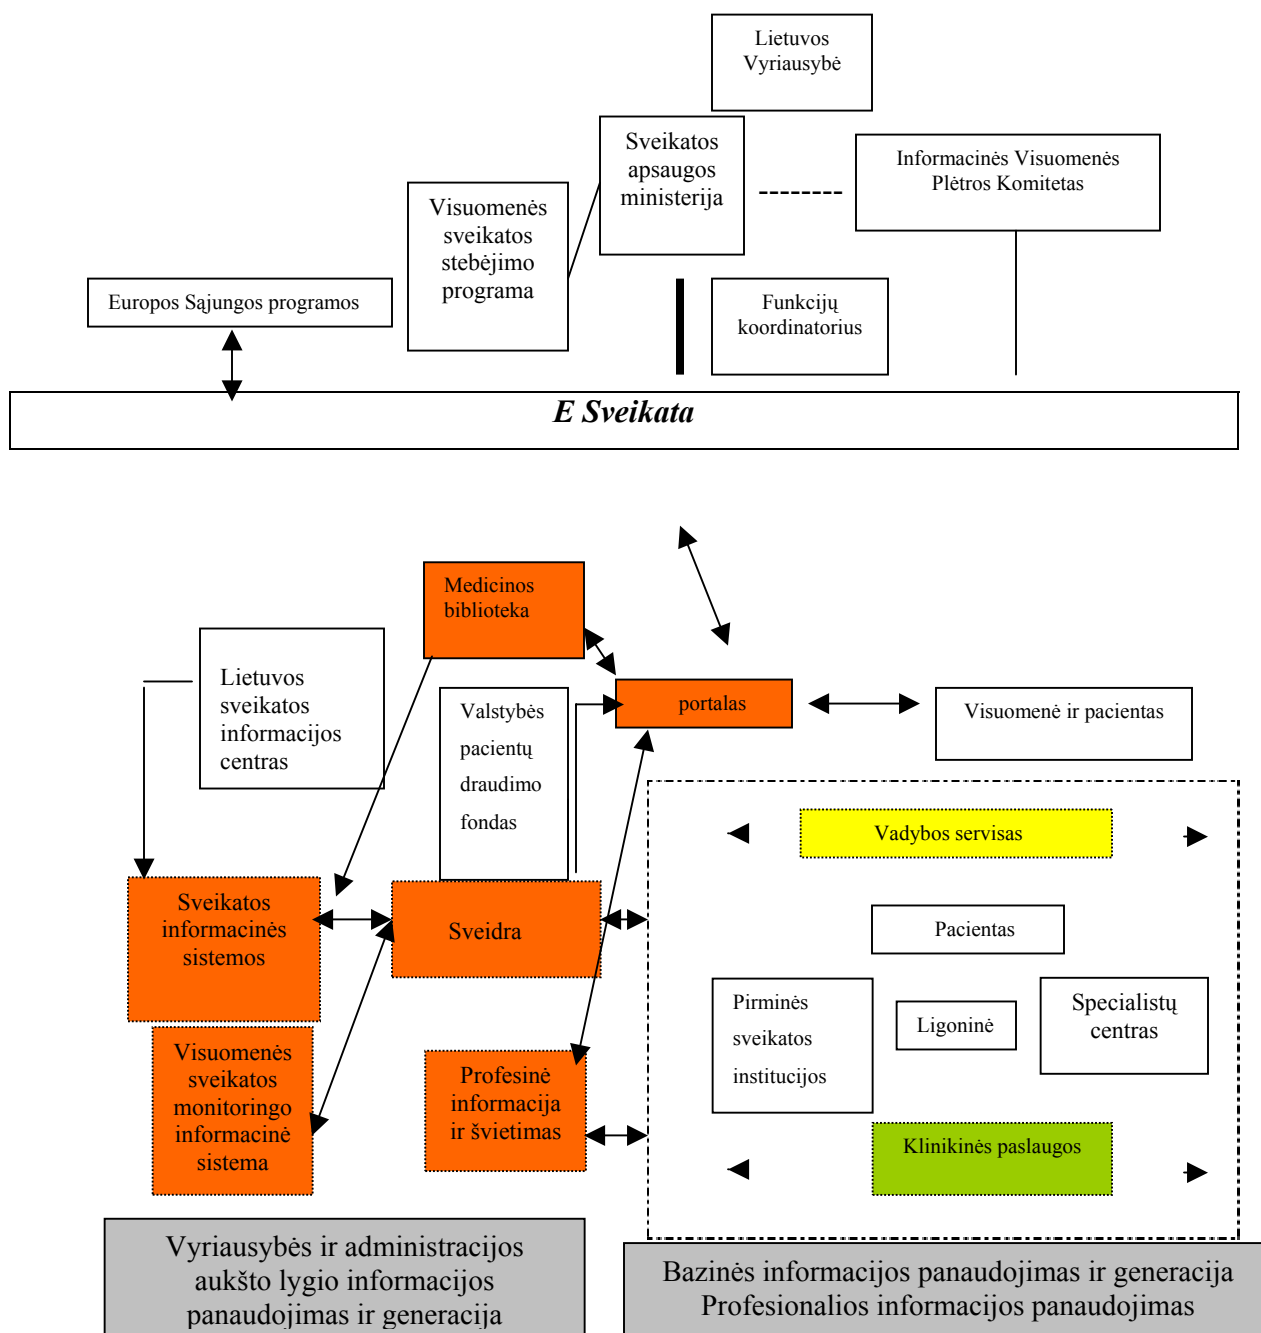 Lietuvos
Vyriausybė
Sveikatos
apsaugos
ministerija
Informacinės Visuomenės
Plėtros Komitetas
Visuomenės
sveikatos
stebėjimo
programa
Europos Sąjungos programos
Funkcijų
koordinatorius
E Sveikata
Medicinos
biblioteka
Lietuvos
sveikatos
informacijos
centras
Valstybės
pacientų
draudimo
fondas
portalas
Visuomenė ir pacientas
Vadybos servisas
Sveikatos
informacinės
sistemos
Sveidra
Pacientas
Pirminės
sveikatos
institucijos
Ligoninė
Specialistų
centras
Visuomenės
sveikatos
monitoringo
informacinė
sistema
Profesinė
informacija
ir švietimas
Klinikinės paslaugos
Vyriausybės ir administracijos
aukšto lygio informacijos
panaudojimas ir generacija
Bazinės informacijos panaudojimas ir generacija
Profesionalios informacijos panaudojimas